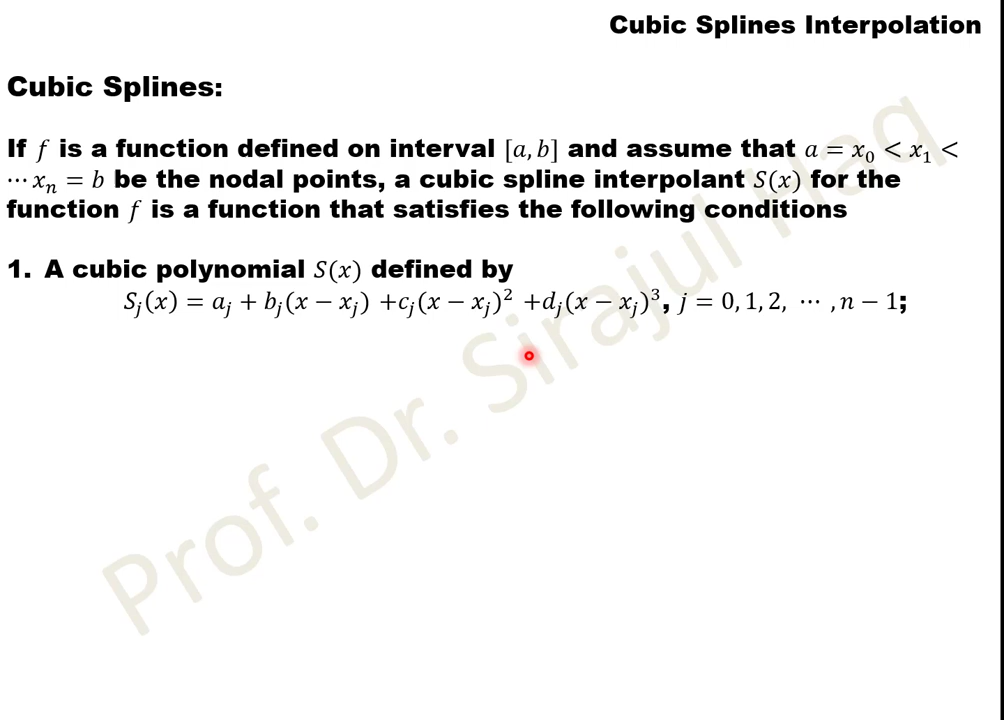 Cubic Splines Interpolation
Cubic Splines:
If f is a function defined on interval [a, b] and assume that a = x₀ < x₁ <
⋯ xₙ = b be the nodal points, a cubic spline interpolant S(x) for the
function f is a function that satisfies the following conditions
1. A cubic polynomial S(x) defined by
Sⱼ(x) = aⱼ + bⱼ(x − xⱼ) +cⱼ(x − xⱼ)² +dⱼ(x − xⱼ)³, j = 0, 1, 2, ⋯ , n − 1;
Prof. Dr. Sirajul Haq